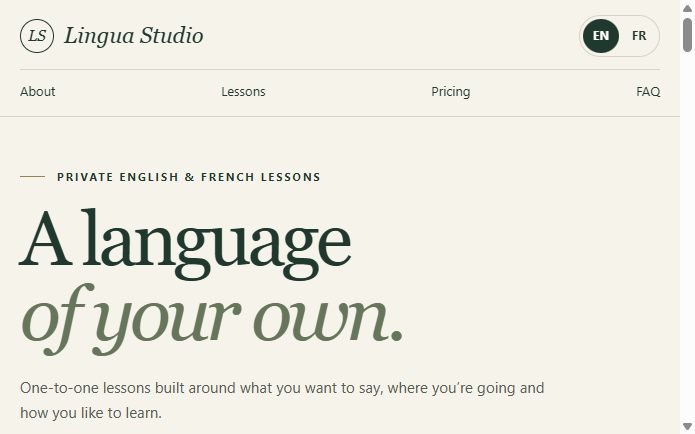 LS Lingua Studio EN FR
About Lessons Pricing FAQ
PRIVATE ENGLISH & FRENCH LESSONS
A language
of your own.
One-to-one lessons built around what you want to say, where you’re going and
how you like to learn.